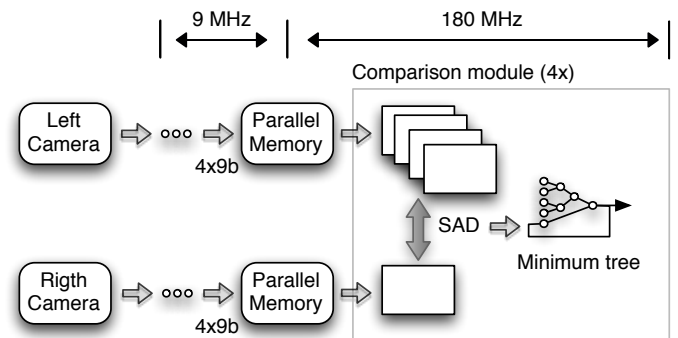 9 MHz
180 MHz
Comparison module (4x)
Left
Camera
4x9b
Parallel
Memory
SAD
Minimum tree
Rigth
Camera
4x9b
Parallel
Memory